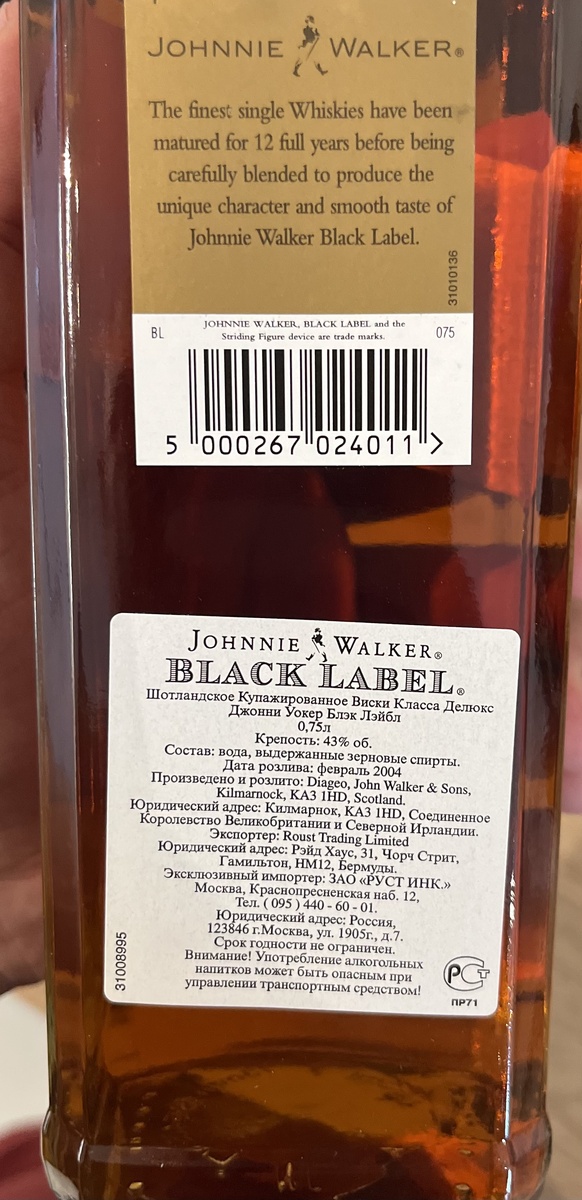 JOHNNIE WALKER®
The finest single Whiskies have been
matured for 12 full years before being
carefully blended to produce the
unique character and smooth taste of
Johnnie Walker Black Label.
31010136
BL
JOHNNIE WALKER, BLACK LABEL and the
Striding Figure device are trade marks.
075
5 000267 024011 >
JOHNNIE WALKER®
BLACK LABEL®
Шотландское Купажированное Виски Класса Делюкс
Джонни Уокер Блэк Лэйбл
0,75л
Крепость: 43% об.
Состав: вода, выдержанные зерновые спирты.
Дата розлива: февраль 2004
Произведено и розлито: Diageo, John Walker & Sons,
Kilmarnock, KA3 1HD, Scotland.
Юридический адрес: Килмарнок, KA3 1HD, Соединенное
Королевство Великобритании и Северной Ирландии.
Экспортер: Roust Trading Limited
Юридический адрес: Рэйд Хаус, 31, Чорч Стрит,
Гамильтон, HM12, Бермуды.
Эксклюзивный импортер: ЗАО «РУСТ ИНК.»
Москва, Краснопресненская наб. 12,
Тел. ( 095 ) 440 - 60 - 01.
Юридический адрес: Россия,
123846 г.Москва, ул. 1905г., д.7.
Срок годности не ограничен.
Внимание! Употребление алкогольных
напитков может быть опасным при
управлении транспортным средством!
31008995
РСТ
ПР71